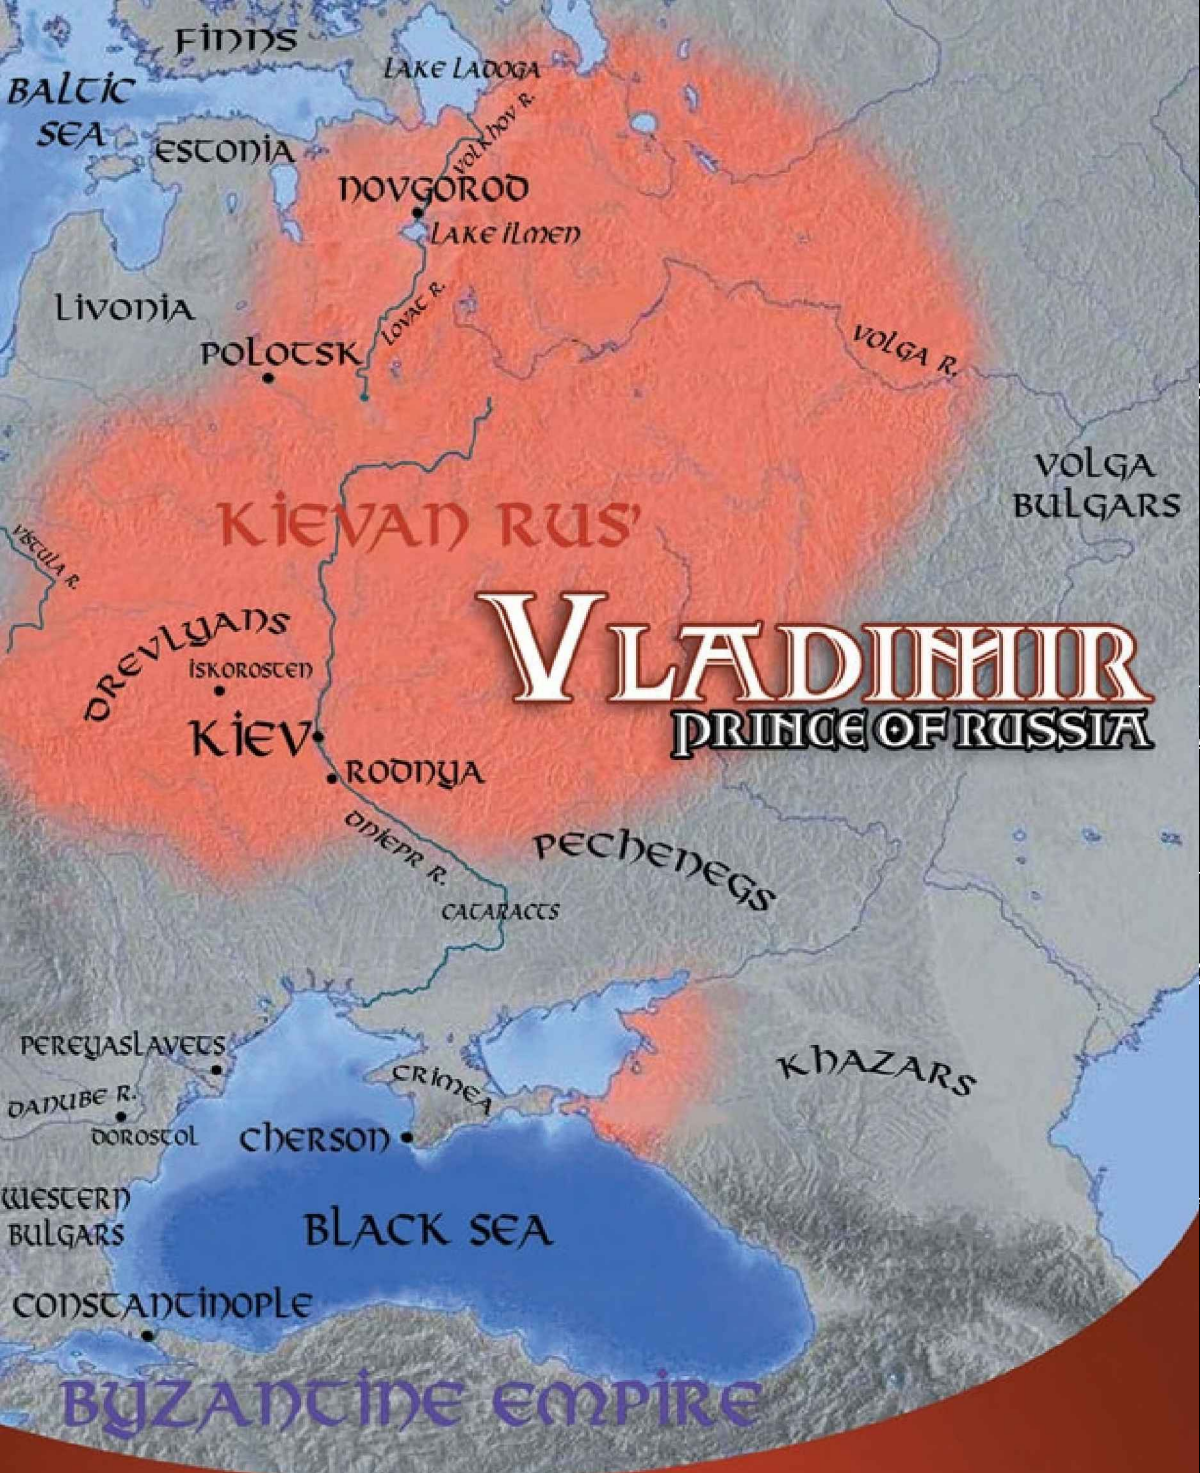 FINNS
LAKE LADOGA
BALTIC
SEA
VOLKHOV R.
ESTONIA
NOVGOROD
LAKE ILMEN
LIVONIA
LOVAT R.
POLOTSK
VOLGA R.
VOLGA
BULGARS
KIEVAN RUS'
VISTULA R.
VLADIMIR
PRINCE OF RUSSIA
DREVLYANS
ISKOROSTEN
KIEV
RODNYA
DNIEPR R.
PECHENEGS
CATARACTS
PEREYASLAVETS
KHAZARS
CRIMEA
DANUBE R.
DOROSTOL
CHERSON
WESTERN
BULGARS
BLACK SEA
CONSTANTINOPLE
BYZANTINE EMPIRE